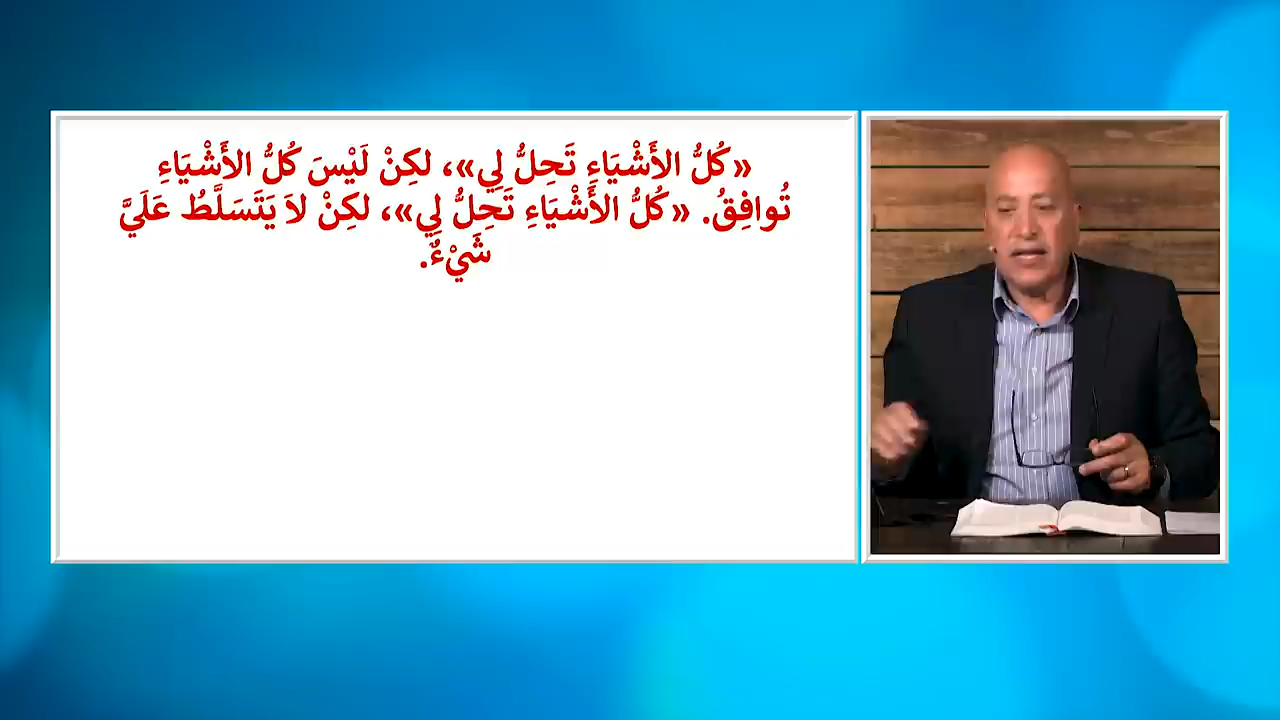 «كُلُّ الأَشْيَاءِ تَحِلُّ لِي»، لكِنْ لَيْسَ كُلُّ الأَشْيَاءِ
تُوافِقُ. «كُلُّ الأَشْيَاءِ تَحِلُّ لِي»، لكِنْ لاَ يَتَسَلَّطُ عَلَيَّ
شَيْءٌ.